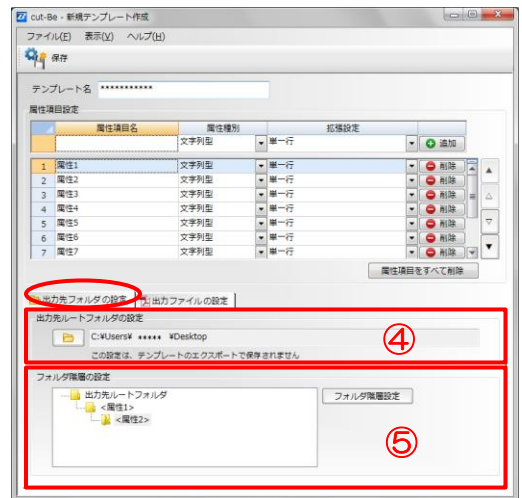 cut-Be - 新規テンプレート作成
ファイル(F) 表示(V) ヘルプ(H)
保存
テンプレート名 ***********
属性項目設定
属性項目名 属性種別 拡張設定
文字列型 単一行 追加
1 属性1 文字列型 単一行 削除
2 属性2 文字列型 単一行 削除
3 属性3 文字列型 単一行 削除
4 属性4 文字列型 単一行 削除
5 属性5 文字列型 単一行 削除
6 属性6 文字列型 単一行 削除
7 属性7 文字列型 単一行 削除
属性項目をすべて削除
出力先フォルダの設定 出力ファイルの設定
出力先ルートフォルダの設定
C:¥Users¥ ***** ¥Desktop
④
この設定は、テンプレートのエクスポートで保存されません
フォルダ階層の設定
出力先ルートフォルダ フォルダ階層設定
<属性1>
<属性2>
⑤